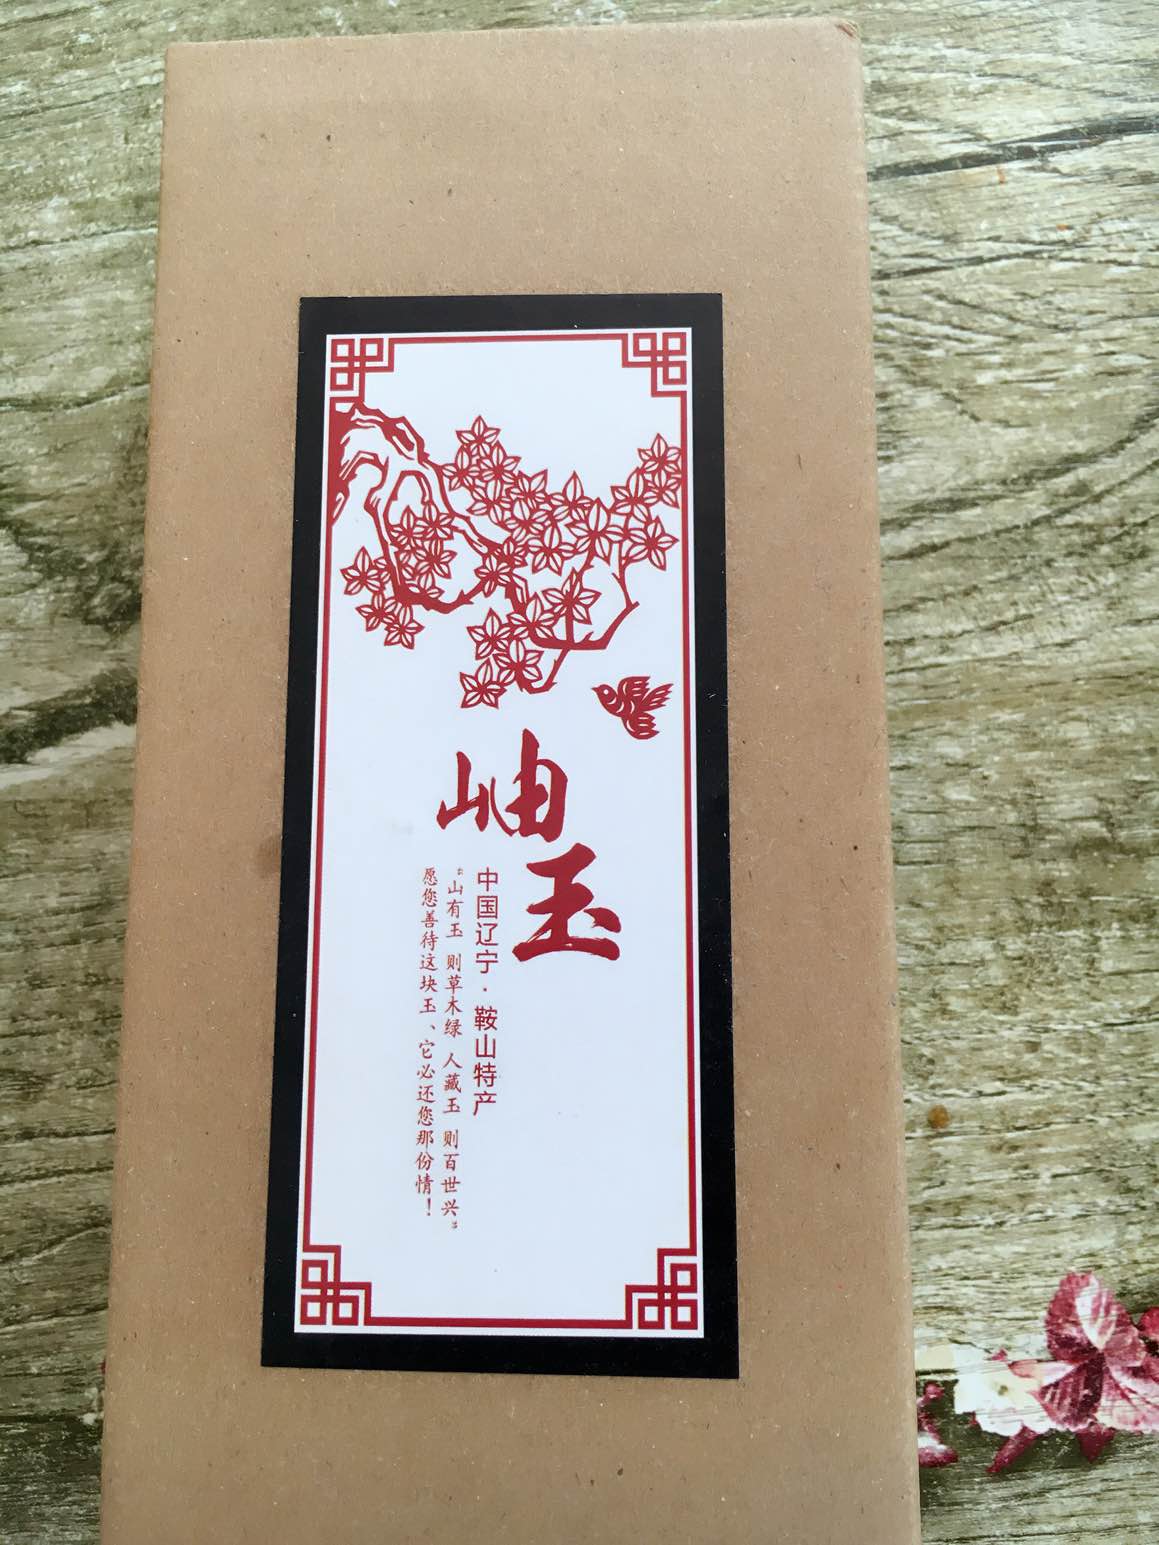 岫玉
中国辽宁·鞍山特产
“山有玉 则草木绿 人藏玉 则百世兴”
愿您善待这块玉、它必还您那份情！